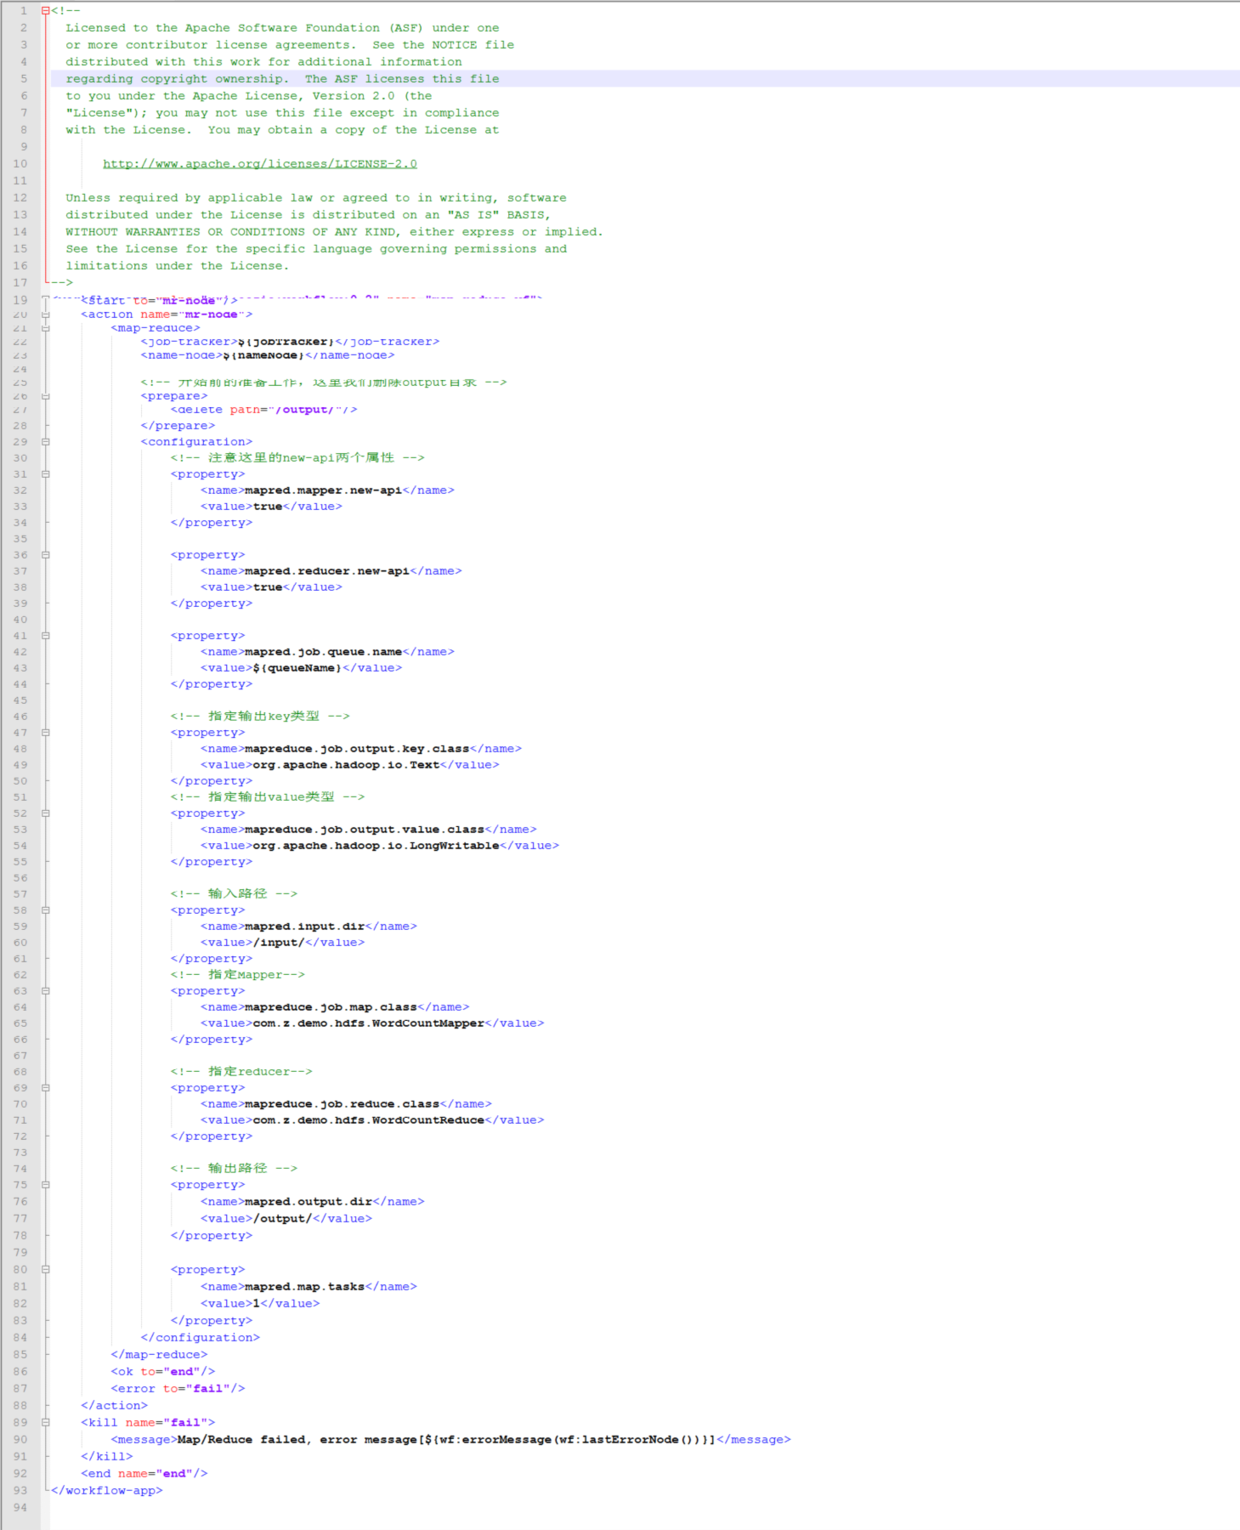 1 <!--
2 Licensed to the Apache Software Foundation (ASF) under one
3 or more contributor license agreements.  See the NOTICE file
4 distributed with this work for additional information
5 regarding copyright ownership.  The ASF licenses this file
6 to you under the Apache License, Version 2.0 (the
7 "License"); you may not use this file except in compliance
8 with the License.  You may obtain a copy of the License at
9
10 http://www.apache.org/licenses/LICENSE-2.0
11
12 Unless required by applicable law or agreed to in writing, software
13 distributed under the License is distributed on an "AS IS" BASIS,
14 WITHOUT WARRANTIES OR CONDITIONS OF ANY KIND, either express or implied.
15 See the License for the specific language governing permissions and
16 limitations under the License.
17 -->
19 <start to="mr-node"/>
20 <action name="mr-node">
21 <map-reduce>
22 <job-tracker>${jobTracker}</job-tracker>
23 <name-node>${nameNode}</name-node>
24
25 <!-- 开始前的准备工作，这里我们删除output目录 -->
26 <prepare>
27 <delete path="/output/"/>
28 </prepare>
29 <configuration>
30 <!-- 注意这里的new-api两个属性 -->
31 <property>
32 <name>mapred.mapper.new-api</name>
33 <value>true</value>
34 </property>
35
36 <property>
37 <name>mapred.reducer.new-api</name>
38 <value>true</value>
39 </property>
40
41 <property>
42 <name>mapred.job.queue.name</name>
43 <value>${queueName}</value>
44 </property>
45
46 <!-- 指定输出key类型 -->
47 <property>
48 <name>mapreduce.job.output.key.class</name>
49 <value>org.apache.hadoop.io.Text</value>
50 </property>
51 <!-- 指定输出value类型 -->
52 <property>
53 <name>mapreduce.job.output.value.class</name>
54 <value>org.apache.hadoop.io.LongWritable</value>
55 </property>
56
57 <!-- 输入路径 -->
58 <property>
59 <name>mapred.input.dir</name>
60 <value>/input/</value>
61 </property>
62 <!-- 指定Mapper-->
63 <property>
64 <name>mapreduce.job.map.class</name>
65 <value>com.z.demo.hdfs.WordCountMapper</value>
66 </property>
67
68 <!-- 指定reducer-->
69 <property>
70 <name>mapreduce.job.reduce.class</name>
71 <value>com.z.demo.hdfs.WordCountReduce</value>
72 </property>
73
74 <!-- 输出路径 -->
75 <property>
76 <name>mapred.output.dir</name>
77 <value>/output/</value>
78 </property>
79
80 <property>
81 <name>mapred.map.tasks</name>
82 <value>1</value>
83 </property>
84 </configuration>
85 </map-reduce>
86 <ok to="end"/>
87 <error to="fail"/>
88 </action>
89 <kill name="fail">
90 <message>Map/Reduce failed, error message[${wf:errorMessage(wf:lastErrorNode())}]</message>
91 </kill>
92 <end name="end"/>
93 </workflow-app>
94